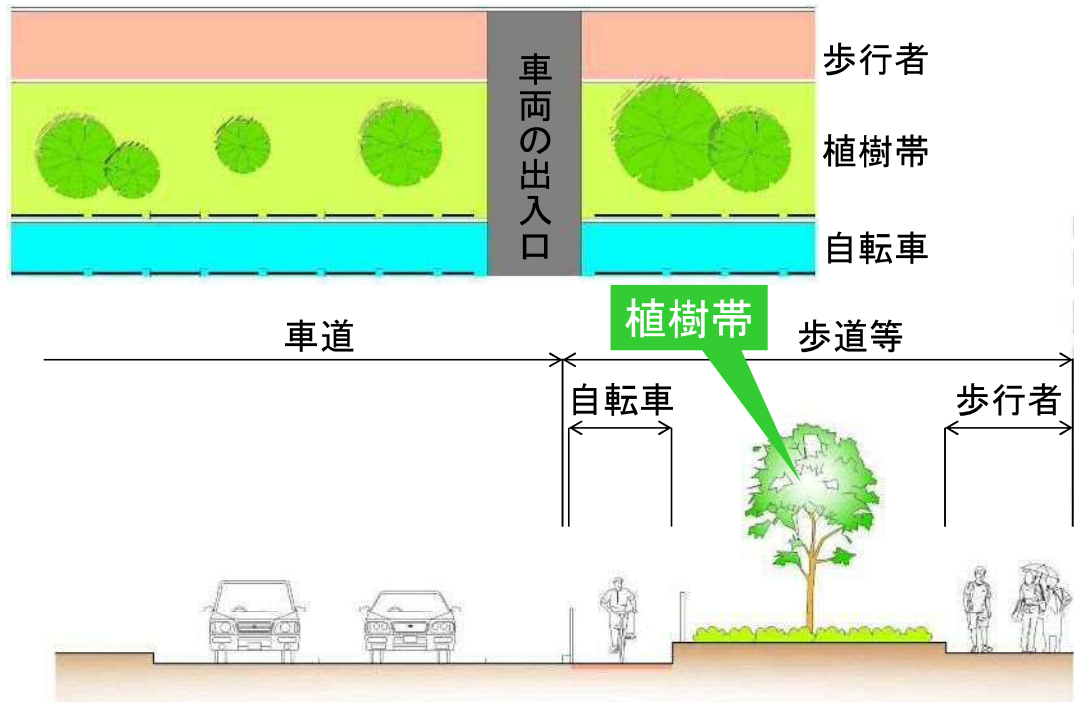 歩行者
車両の出入口
植樹帯
自転車
植樹帯
車道
歩道等
自転車
歩行者